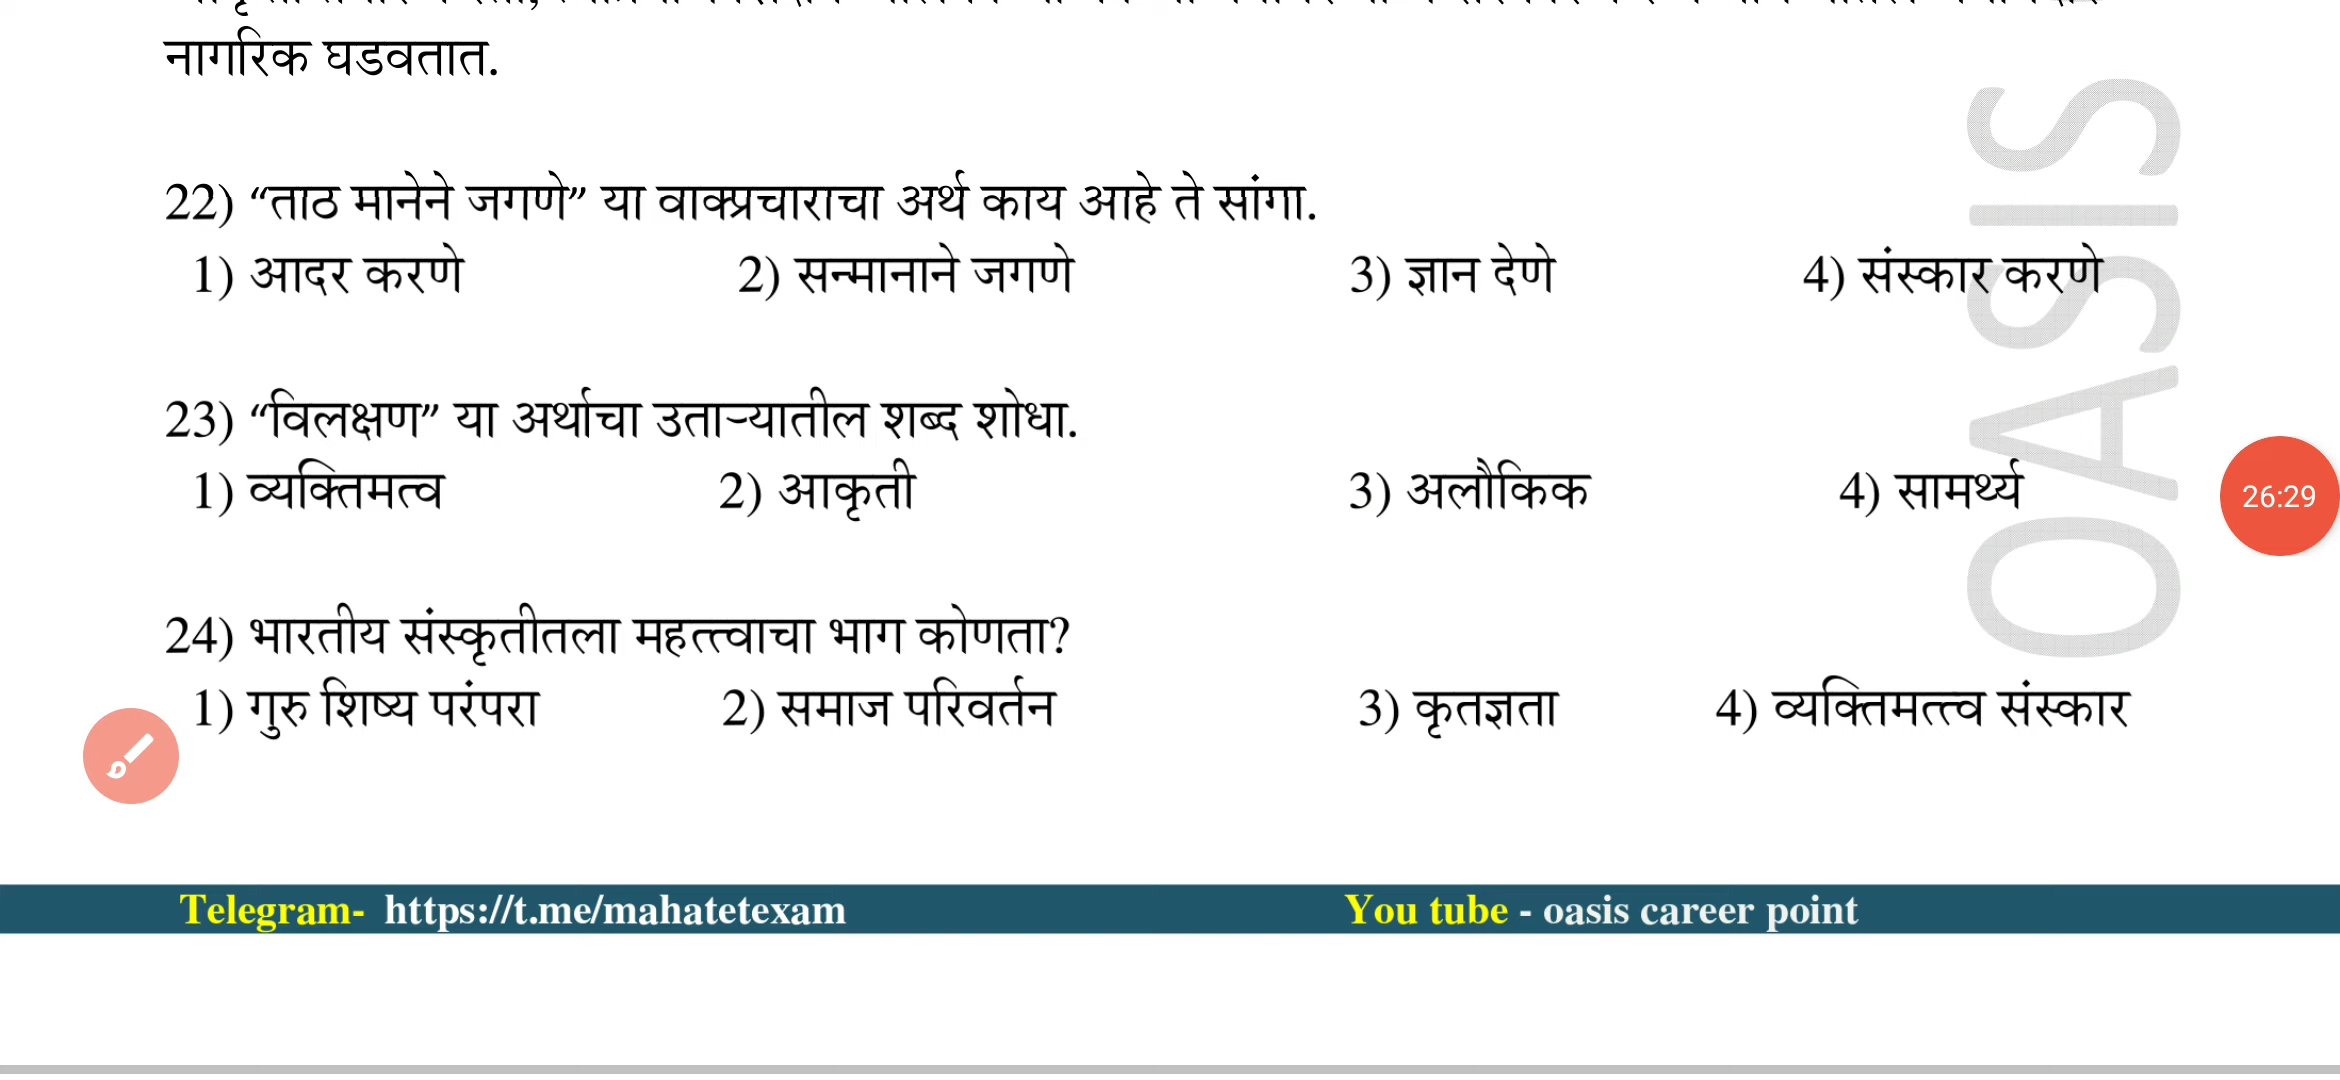 नागरिक घडवतात.
22) “ताठ मानेने जगणे” या वाक्प्रचाराचा अर्थ काय आहे ते सांगा.
1) आदर करणे 2) सन्मानाने जगणे 3) ज्ञान देणे 4) संस्कार करणे
23) “विलक्षण” या अर्थाचा उताऱ्यातील शब्द शोधा.
1) व्यक्तिमत्व 2) आकृती 3) अलौकिक 4) सामर्थ्य
24) भारतीय संस्कृतीतला महत्त्वाचा भाग कोणता?
1) गुरु शिष्य परंपरा 2) समाज परिवर्तन 3) कृतज्ञता 4) व्यक्तिमत्त्व संस्कार
OASIS
26:29
Telegram- https://t.me/mahatetexam You tube - oasis career point